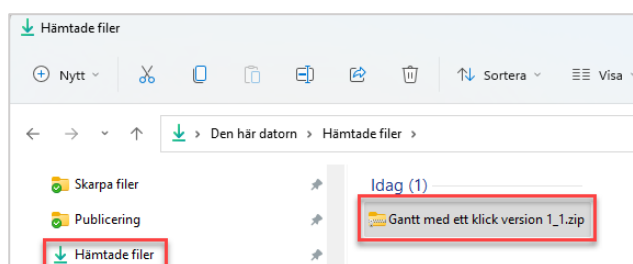 Hämtade filer
Nytt
Sortera
Visa
Den här datorn > Hämtade filer >
Skarpa filer
Idag (1)
Publicering
Gantt med ett klick version 1_1.zip
Hämtade filer